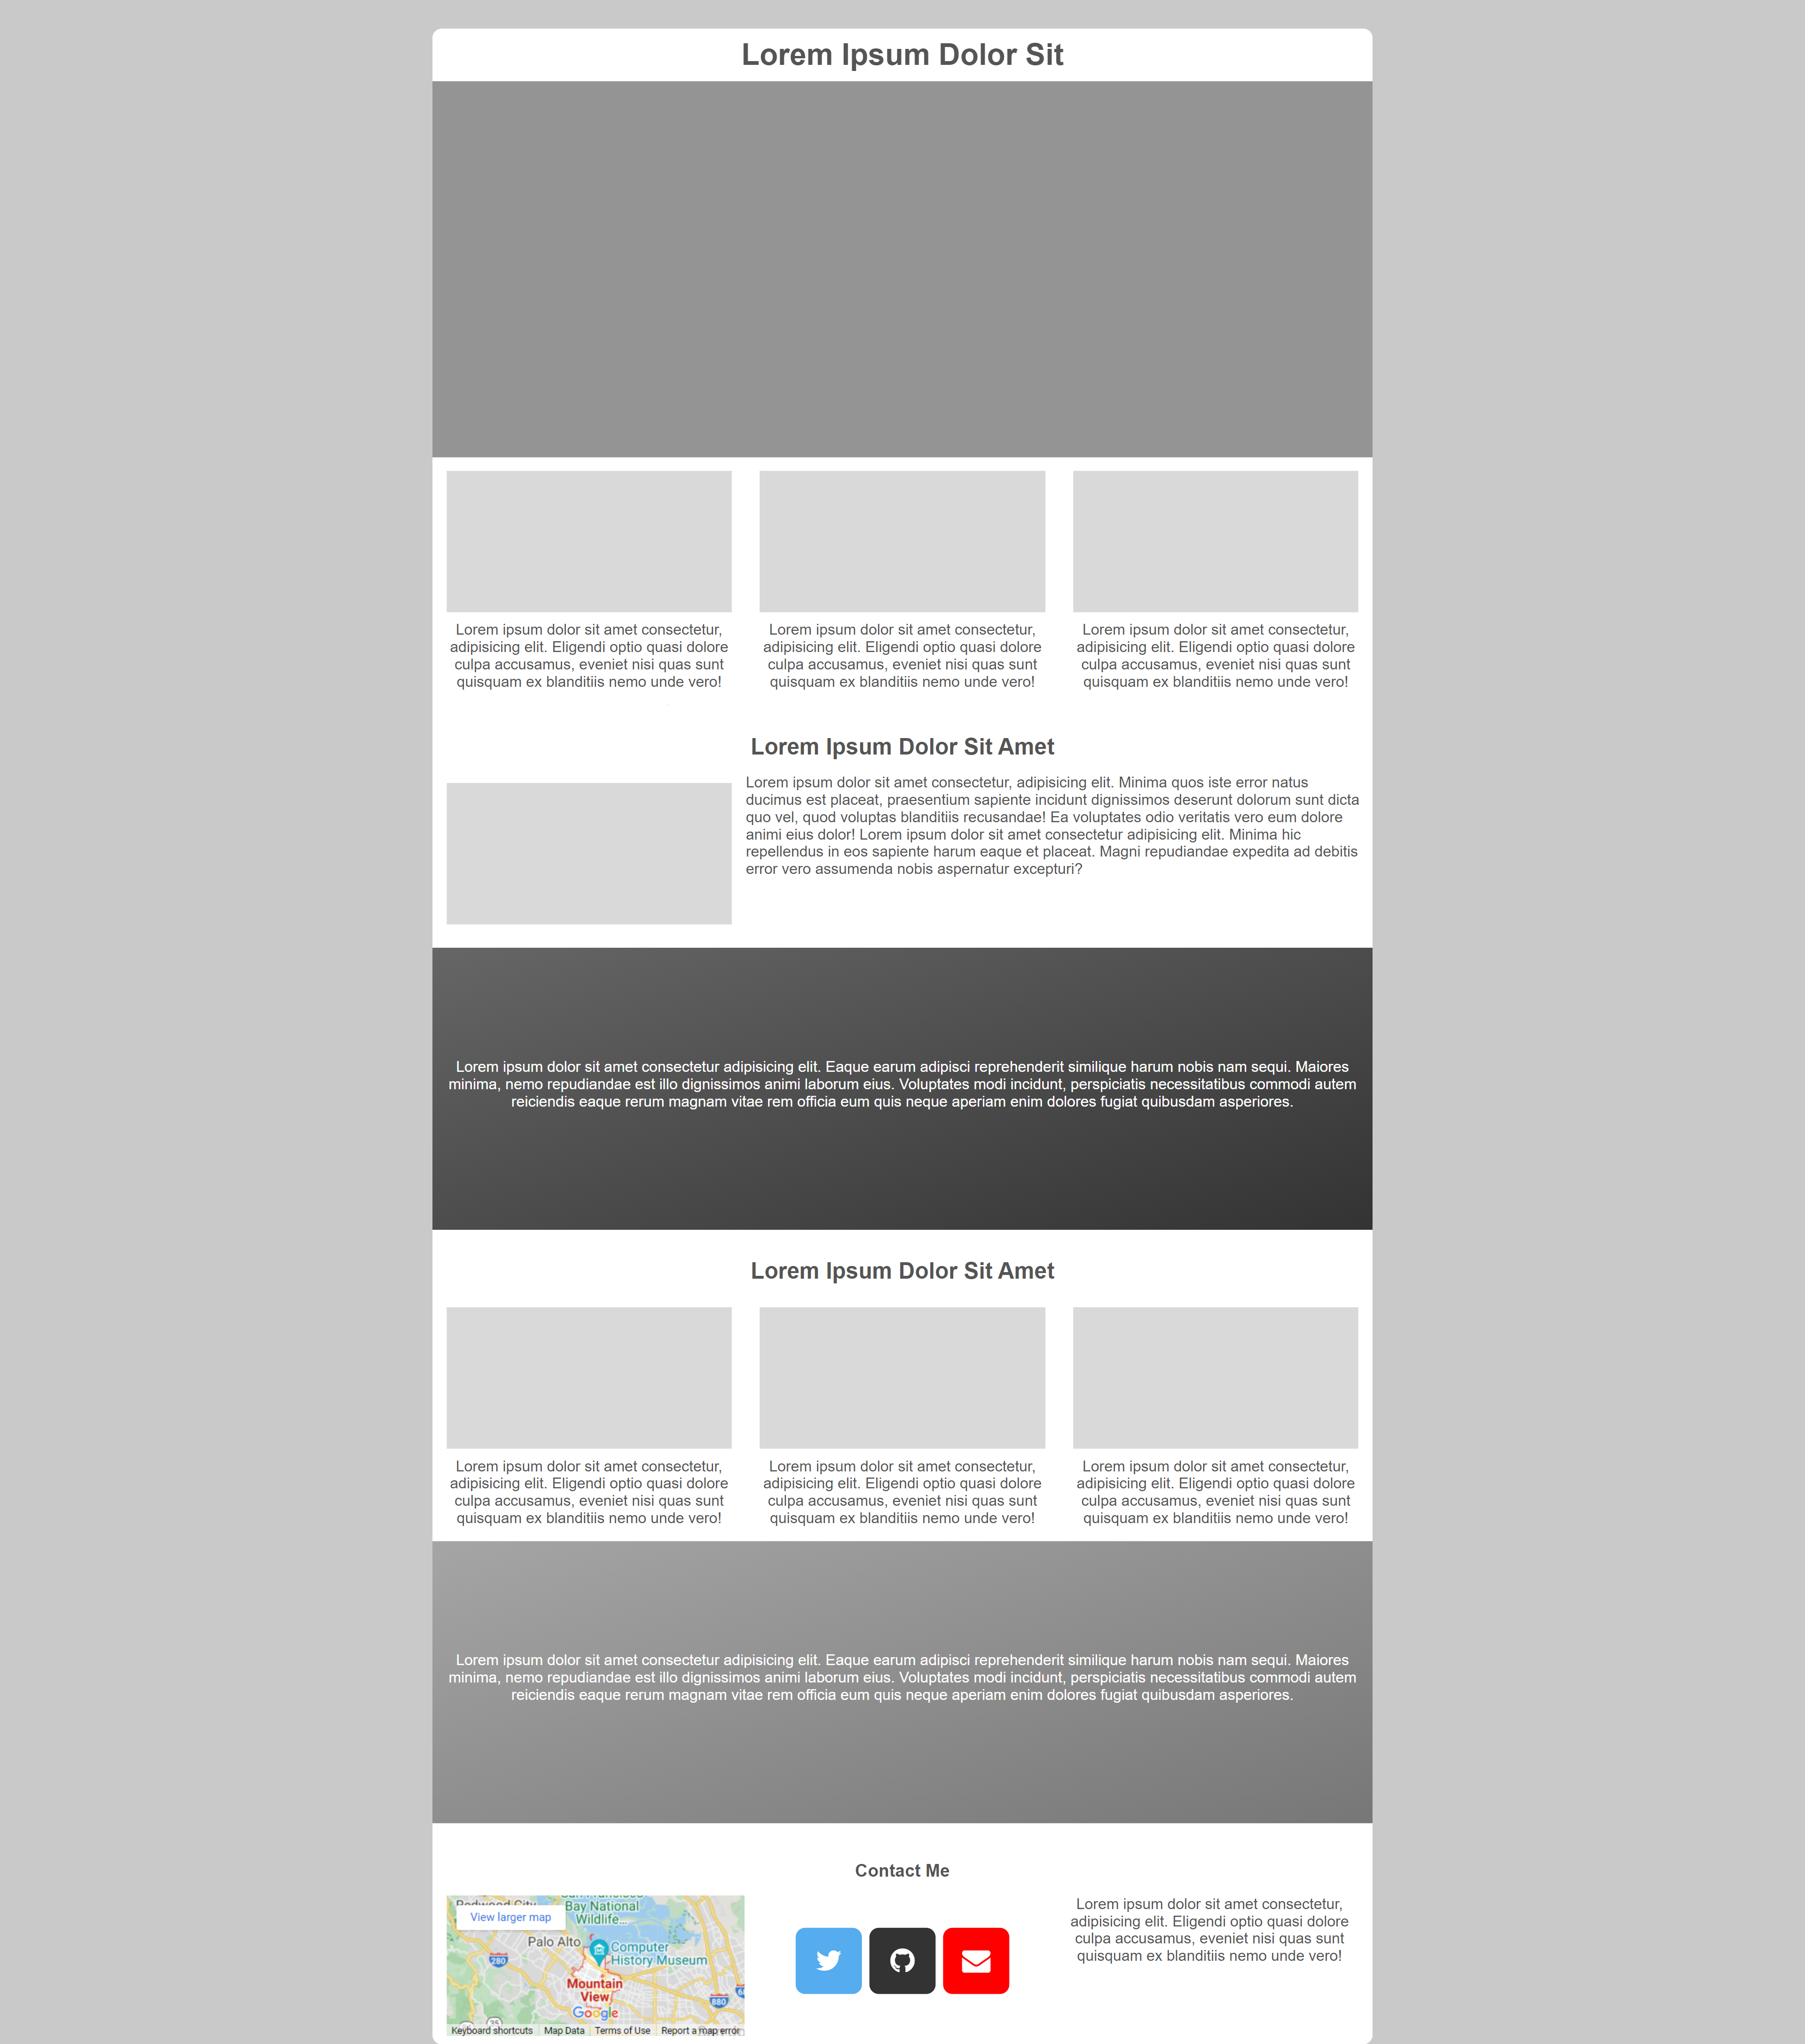 Lorem Ipsum Dolor Sit
Lorem ipsum dolor sit amet consectetur,
adipisicing elit. Eligendi optio quasi dolore
culpa accusamus, eveniet nisi quas sunt
quisquam ex blanditiis nemo unde vero!
Lorem ipsum dolor sit amet consectetur,
adipisicing elit. Eligendi optio quasi dolore
culpa accusamus, eveniet nisi quas sunt
quisquam ex blanditiis nemo unde vero!
Lorem ipsum dolor sit amet consectetur,
adipisicing elit. Eligendi optio quasi dolore
culpa accusamus, eveniet nisi quas sunt
quisquam ex blanditiis nemo unde vero!
Lorem Ipsum Dolor Sit Amet
Lorem ipsum dolor sit amet consectetur, adipisicing elit. Minima quos iste error natus
ducimus est placeat, praesentium sapiente incidunt dignissimos deserunt dolorum sunt dicta
quo vel, quod voluptas blanditiis recusandae! Ea voluptates odio veritatis vero eum dolore
animi eius dolor! Lorem ipsum dolor sit amet consectetur adipisicing elit. Minima hic
repellendus in eos sapiente harum eaque et placeat. Magni repudiandae expedita ad debitis
error vero assumenda nobis aspernatur excepturi?
Lorem ipsum dolor sit amet consectetur adipisicing elit. Eaque earum adipisci reprehenderit similique harum nobis nam sequi. Maiores
minima, nemo repudiandae est illo dignissimos animi laborum eius. Voluptates modi incidunt, perspiciatis necessitatibus commodi autem
reiciendis eaque rerum magnam vitae rem officia eum quis neque aperiam enim dolores fugiat quibusdam asperiores.
Lorem Ipsum Dolor Sit Amet
Lorem ipsum dolor sit amet consectetur,
adipisicing elit. Eligendi optio quasi dolore
culpa accusamus, eveniet nisi quas sunt
quisquam ex blanditiis nemo unde vero!
Lorem ipsum dolor sit amet consectetur,
adipisicing elit. Eligendi optio quasi dolore
culpa accusamus, eveniet nisi quas sunt
quisquam ex blanditiis nemo unde vero!
Lorem ipsum dolor sit amet consectetur,
adipisicing elit. Eligendi optio quasi dolore
culpa accusamus, eveniet nisi quas sunt
quisquam ex blanditiis nemo unde vero!
Lorem ipsum dolor sit amet consectetur adipisicing elit. Eaque earum adipisci reprehenderit similique harum nobis nam sequi. Maiores
minima, nemo repudiandae est illo dignissimos animi laborum eius. Voluptates modi incidunt, perspiciatis necessitatibus commodi autem
reiciendis eaque rerum magnam vitae rem officia eum quis neque aperiam enim dolores fugiat quibusdam asperiores.
Contact Me
Redwood City
San Francisco
Bay National
Wildlife...
View larger map
Palo Alto
Computer
History Museum
280
Mountain
View
Google
880
35
Keyboard shortcuts
Map Data
Terms of Use
Report a map error
Lorem ipsum dolor sit amet consectetur,
adipisicing elit. Eligendi optio quasi dolore
culpa accusamus, eveniet nisi quas sunt
quisquam ex blanditiis nemo unde vero!